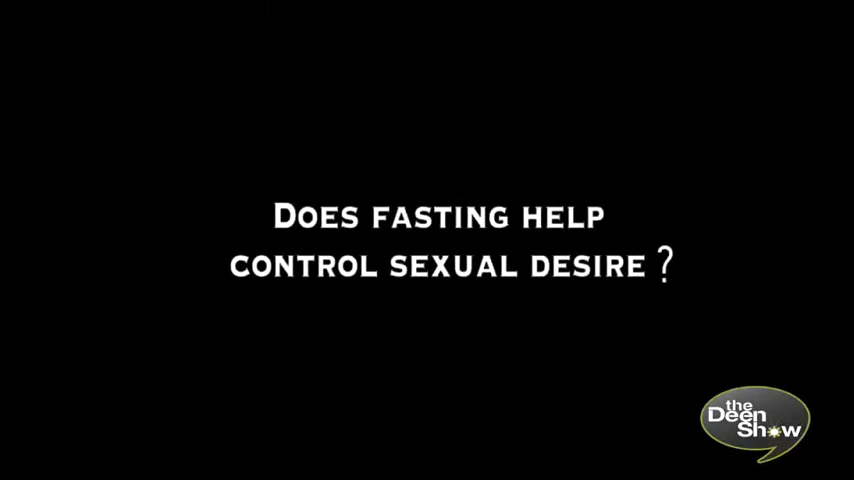 DOES FASTING HELP
CONTROL SEXUAL DESIRE ?
the
Deen
Show